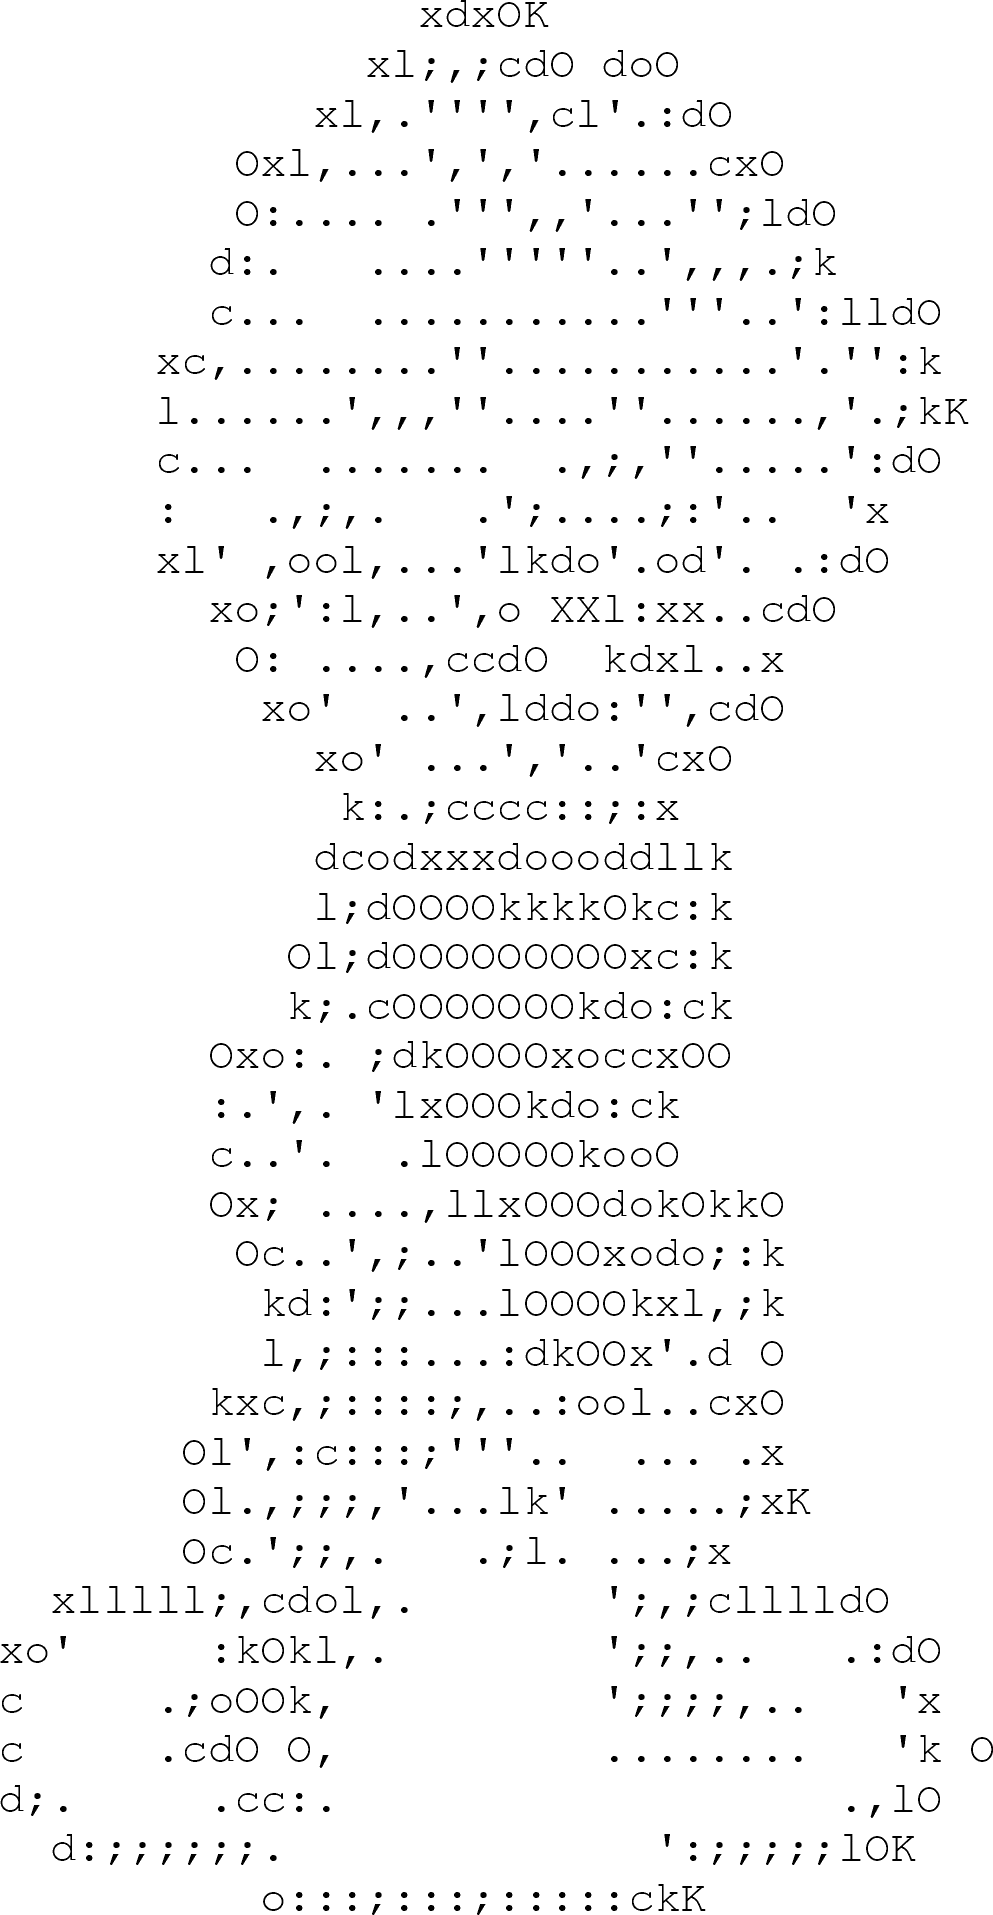 xdxOK
              xl;,;cdO doO
            xl,.'''',cl'.:dO
         Oxl,...',','......cxO
         O:.... .''',,'...'';ldO
        d:.   ....'''''..',,,.;k
        c...  ...........'''..':lldO
      xc,........''...........'.'':k
      l......',,,''....''......,'.;kK
      c...  .......  .,;,''.....':dO
      :   .,;,.   .';....;:'..  'x
      xl' ,ool,...'lkdo'.od'. .:dO
        xo;':l,..',o XXl:xx..cdO
         O: ....,ccdO  kdxl..x
          xo'  ..',lddo:'',cdO
            xo' ...','..'cxO
             k:.;cccc::;:x
            dcodxxxdoooddllk
            l;dOOOOkkkkOkc:k
           Ol;dOOOOOOOOOOxc:k
           k;.cOOOOOOOkdo:ck
        Oxo:. ;dkOOOOxoccxOO
        :.',. 'lxOOOkdo:ck
        c..'.  .lOOOOOkooO
        Ox; ....,llxOOOdokOkkO
         Oc..',;..'lOOOxodo;:k
          kd:';;...lOOOOkxl,;k
          l,;:::...:dkOOx'.d O
        kxc,;::::;,..:ool..cxO
       Ol',:c:::;'''..  ... .x
       Ol.,;;;,'...lk' .....;xK
       Oc.';;,.   .;l. ...;x
  xlllll;,cdol,.       ';,;clllldO
xo'     :kOkl,.        ';;,..   .:dO
c     .;oOOk,          ';;;;,..   'x
c     .cdO O,          ........   'k O
d;.     .cc:.                   .,lO
  d:;;;;;;.              ':;;;;;lOK
          o:::;:::;:::::ckK